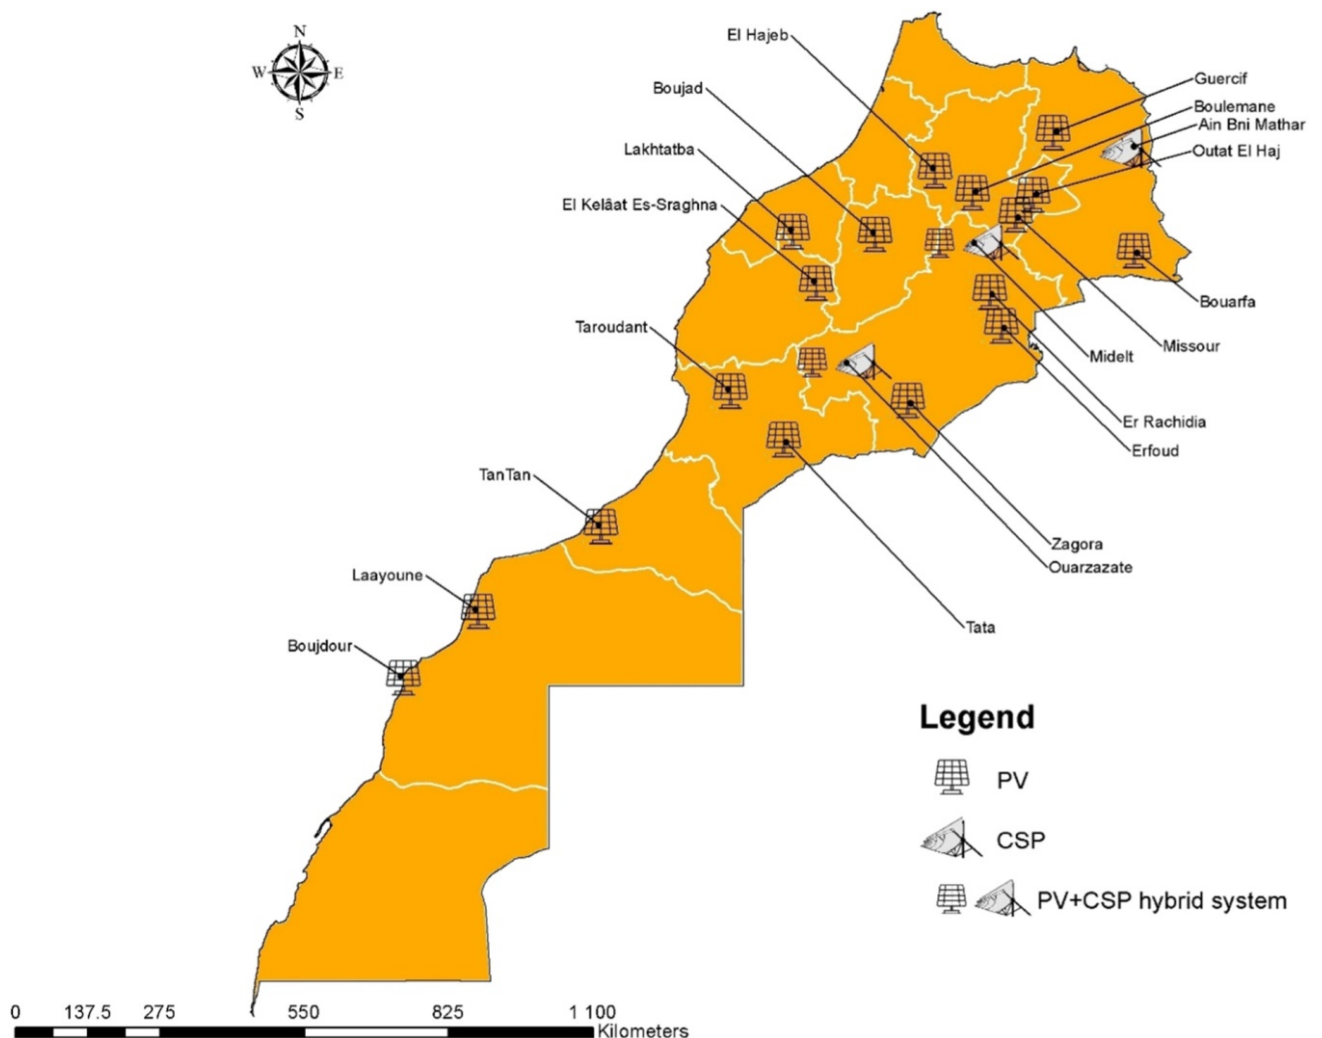 N
W
E
S
El Hajeb
Boujad
Lakhtatba
El Kelâat Es-Sraghna
Taroudant
TanTan
Laayoune
Boujdour
Guercif
Boulemane
Ain Bni Mathar
Outat El Haj
Bouarfa
Missour
Midelt
Er Rachidia
Erfoud
Zagora
Ouarzazate
Tata
Legend
PV
CSP
PV+CSP hybrid system
0 137.5 275 550 825 1 100
Kilometers